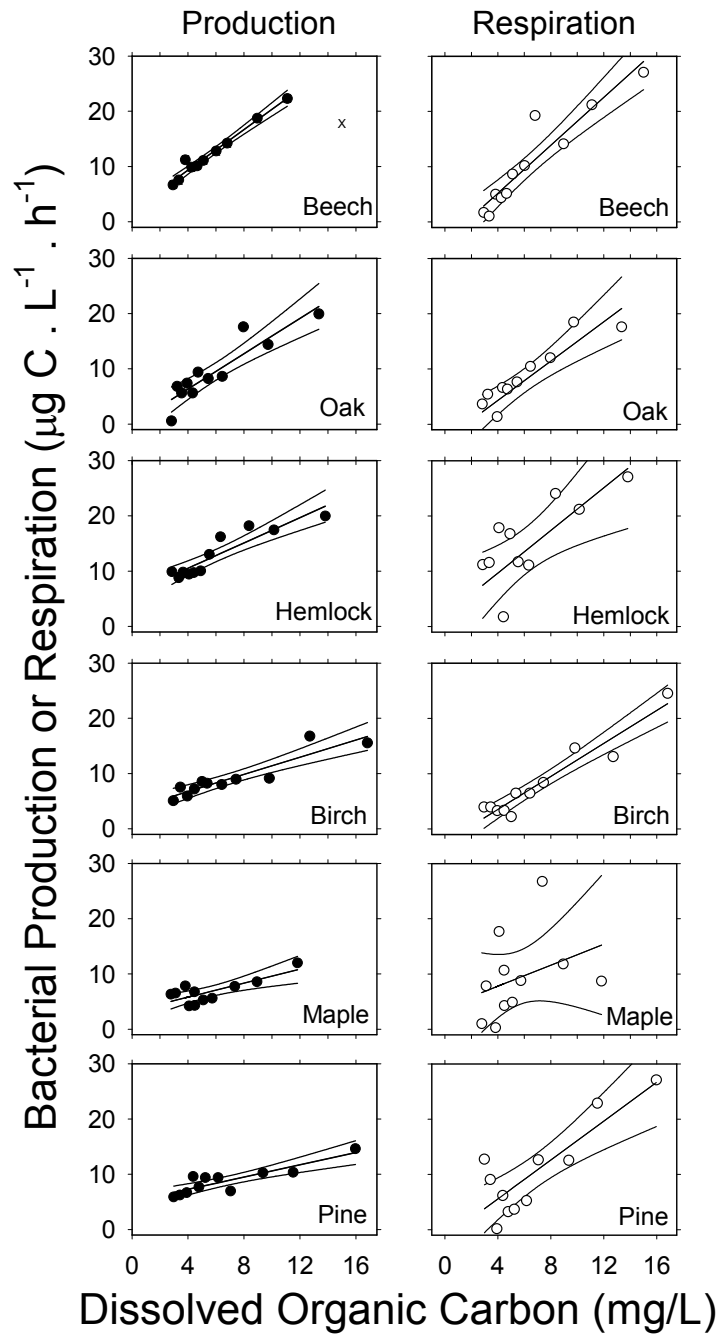 Production Respiration
Bacterial Production or Respiration (µg C . L⁻¹ . h⁻¹)
30
20
10
0
x
Beech
Beech
30
20
10
0
Oak
Oak
30
20
10
0
Hemlock
Hemlock
30
20
10
0
Birch
Birch
30
20
10
0
Maple
Maple
30
20
10
0
Pine
Pine
0 4 8 12 16 0 4 8 12 16
Dissolved Organic Carbon (mg/L)